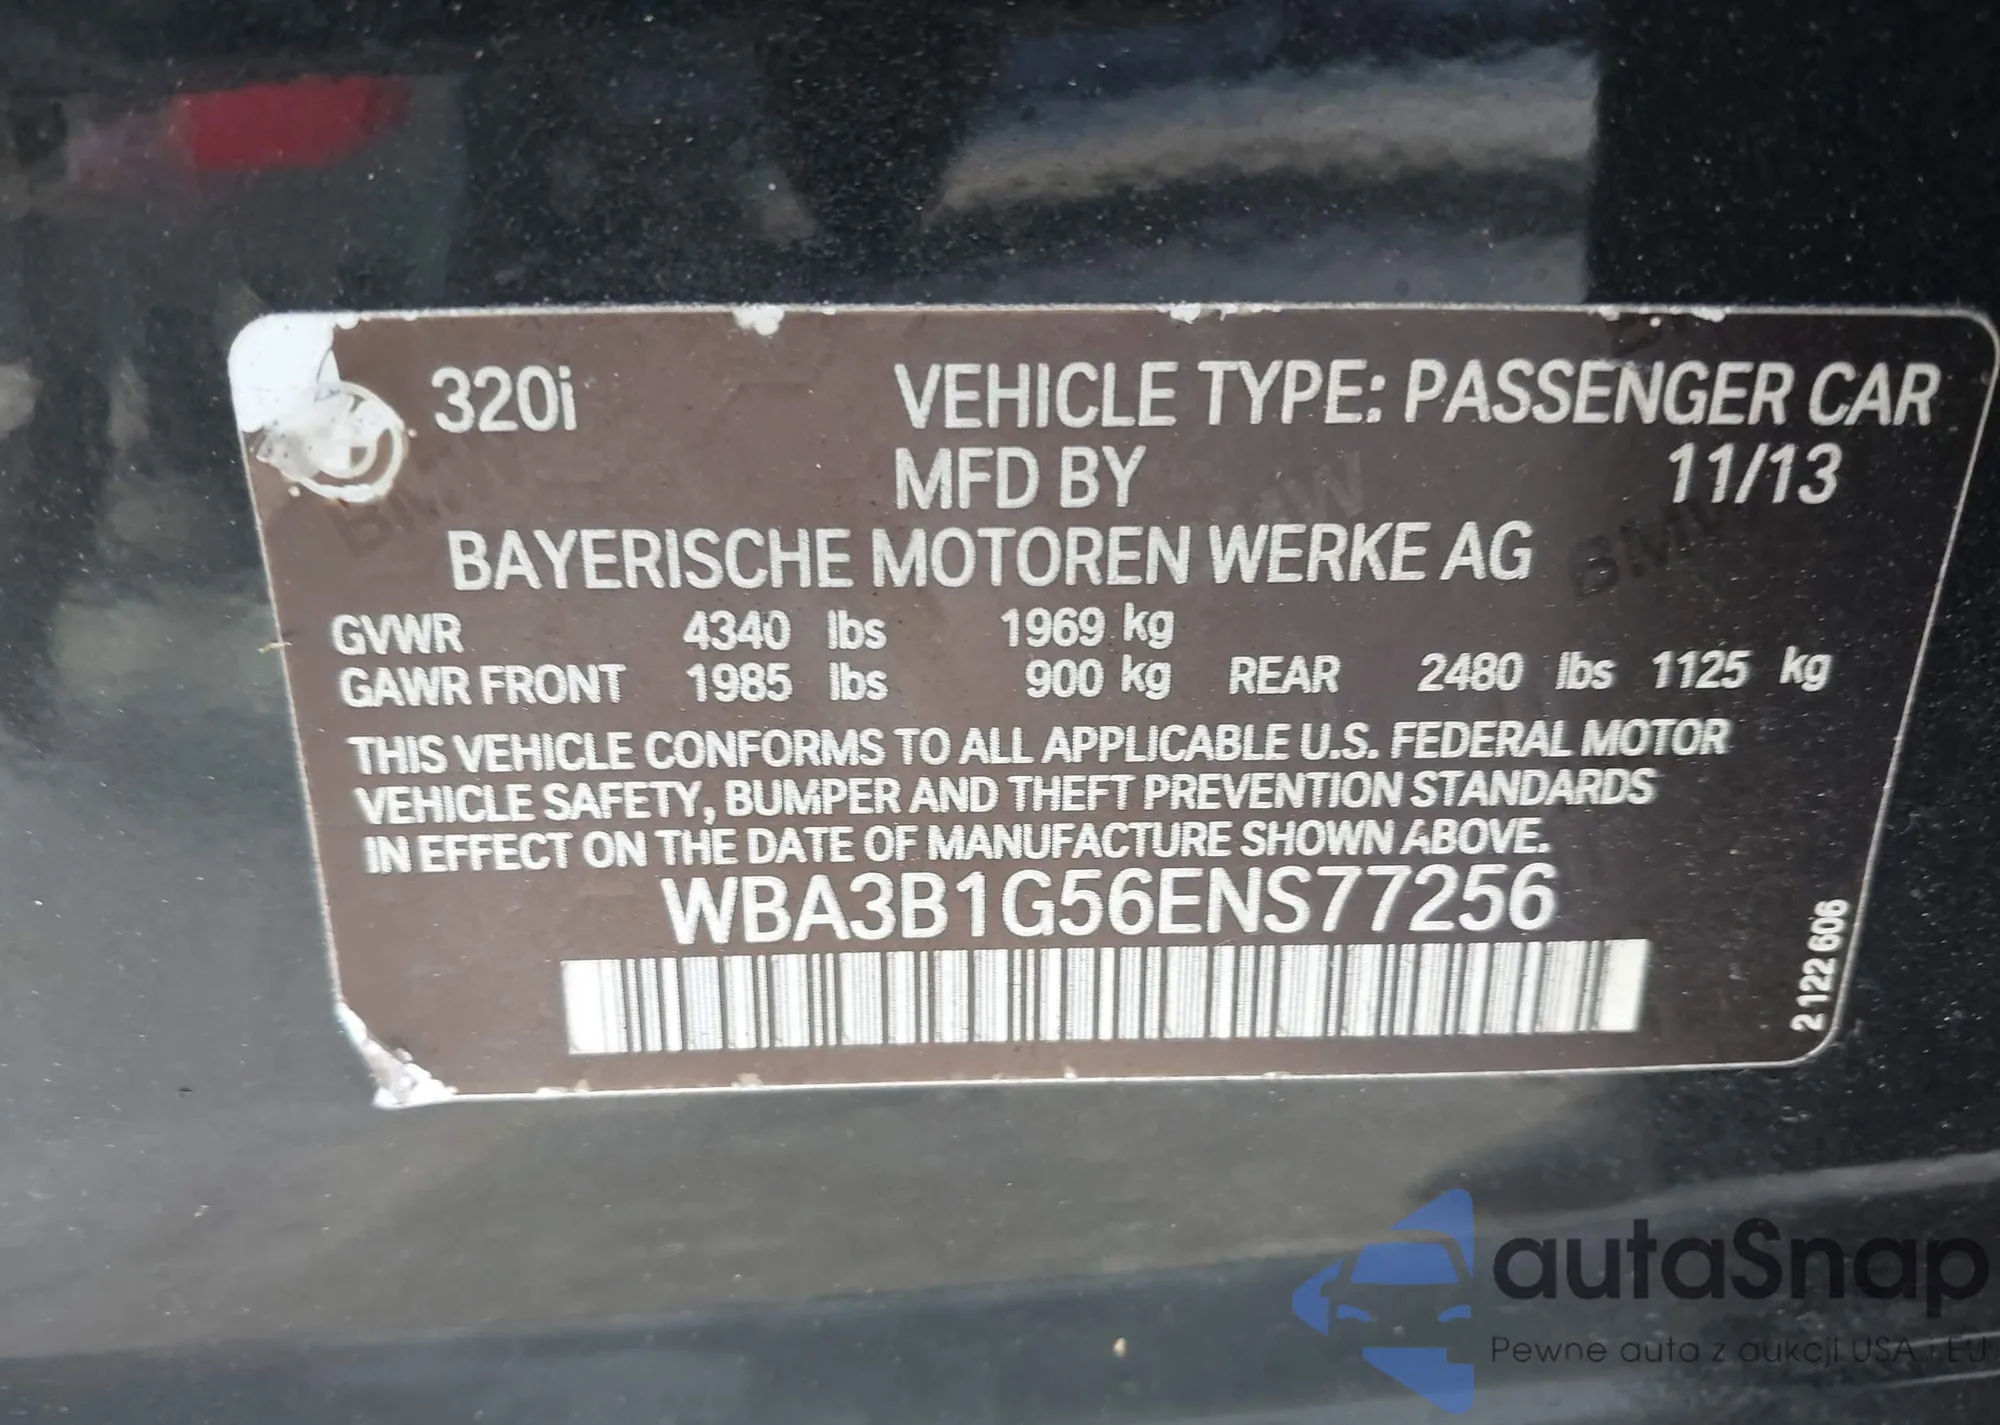 320i VEHICLE TYPE: PASSENGER CAR
MFD BY 11/13
BAYERISCHE MOTOREN WERKE AG
GVWR 4340 lbs 1969 kg
GAWR FRONT 1985 lbs 900 kg REAR 2480 lbs 1125 kg
THIS VEHICLE CONFORMS TO ALL APPLICABLE U.S. FEDERAL MOTOR
VEHICLE SAFETY, BUMPER AND THEFT PREVENTION STANDARDS
IN EFFECT ON THE DATE OF MANUFACTURE SHOWN ABOVE.
WBA3B1G56ENS77256
2 122 606
BMW BMW BMW
autaSnap
Pewne auta z aukcji USA i EU